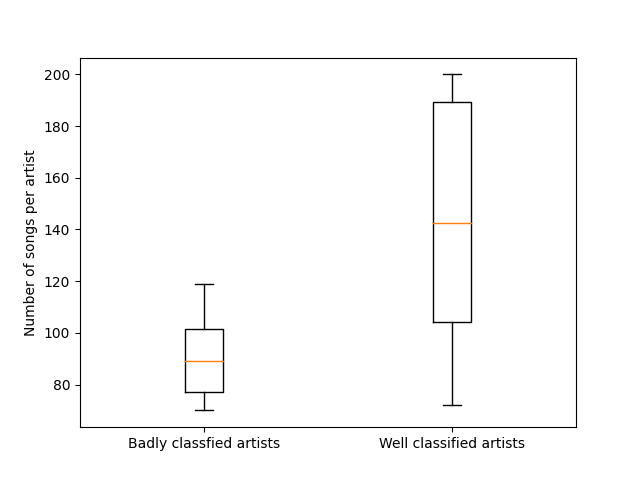 Number of songs per artist
200
180
160
140
120
100
80
Badly classfied artists
Well classified artists